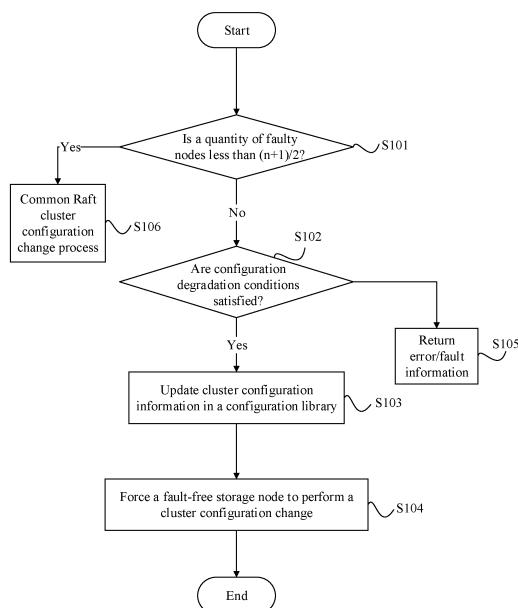 Start
Is a quantity of faulty
nodes less than (n+1)/2?
S101
Yes
Common Raft
cluster
configuration
change process
S106
No
S102
Are configuration
degradation conditions
satisfied?
Return
error/fault
information
S105
Yes
Update cluster configuration
information in a configuration library
S103
Force a fault-free storage node to perform a
cluster configuration change
S104
End